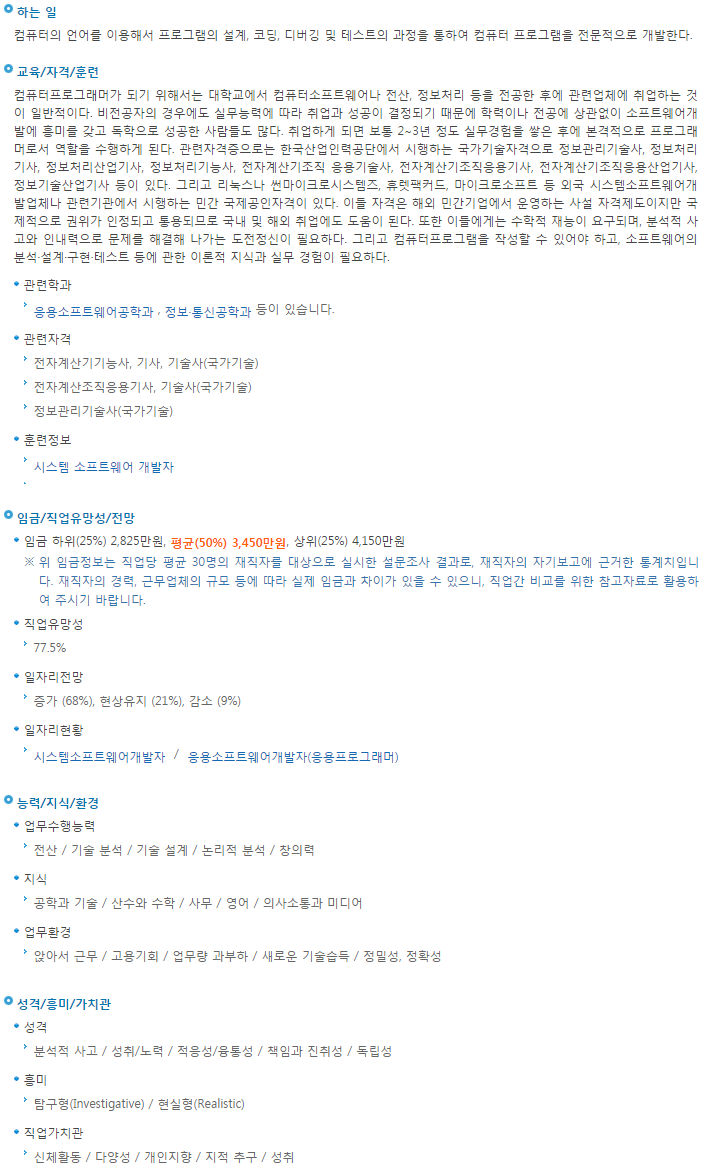 하는 일
컴퓨터의 언어를 이용해서 프로그램의 설계, 코딩, 디버깅 및 테스트의 과정을 통하여 컴퓨터 프로그램을 전문적으로 개발한다.
교육/자격/훈련
컴퓨터프로그래머가 되기 위해서는 대학교에서 컴퓨터소프트웨어나 전산, 정보처리 등을 전공한 후에 관련업체에 취업하는 것
이 일반적이다. 비전공자의 경우에도 실무능력에 따라 취업과 성공이 결정되기 때문에 학력이나 전공에 상관없이 소프트웨어개
발에 흥미를 갖고 독학으로 성공한 사람들도 많다. 취업하게 되면 보통 2~3년 정도 실무경험을 쌓은 후에 본격적으로 프로그래
머로서 역할을 수행하게 된다. 관련자격증으로는 한국산업인력공단에서 시행하는 국가기술자격으로 정보관리기술사, 정보처리
기사, 정보처리산업기사, 정보처리기능사, 전자계산기조직 응용기술사, 전자계산기조직응용기사, 전자계산기조직응용산업기사,
정보기술산업기사 등이 있다. 그리고 리눅스나 썬마이크로시스템즈, 휴렛팩커드, 마이크로소프트 등 외국 시스템소프트웨어개
발업체나 관련기관에서 시행하는 민간 국제공인자격이 있다. 이들 자격은 해외 민간기업에서 운영하는 사설 자격제도이지만 국
제적으로 권위가 인정되고 통용되므로 국내 및 해외 취업에도 도움이 된다. 또한 이들에게는 수학적 재능이 요구되며, 분석적 사
고와 인내력으로 문제를 해결해 나가는 도전정신이 필요하다. 그리고 컴퓨터프로그램을 작성할 수 있어야 하고, 소프트웨어의
분석·설계·구현·테스트 등에 관한 이론적 지식과 실무 경험이 필요하다.
관련학과
응용소프트웨어공학과 , 정보·통신공학과 등이 있습니다.
관련자격
전자계산기기능사, 기사, 기술사(국가기술)
전자계산조직응용기사, 기술사(국가기술)
정보관리기술사(국가기술)
훈련정보
시스템 소프트웨어 개발자
임금/직업유망성/전망
임금 하위(25%) 2,825만원, 평균(50%) 3,450만원, 상위(25%) 4,150만원
※ 위 임금정보는 직업당 평균 30명의 재직자를 대상으로 실시한 설문조사 결과로, 재직자의 자기보고에 근거한 통계치입니
다. 재직자의 경력, 근무업체의 규모 등에 따라 실제 임금과 차이가 있을 수 있으니, 직업간 비교를 위한 참고자료로 활용하
여 주시기 바랍니다.
직업유망성
77.5%
일자리전망
증가 (68%), 현상유지 (21%), 감소 (9%)
일자리현황
시스템소프트웨어개발자 / 응용소프트웨어개발자(응용프로그래머)
능력/지식/환경
업무수행능력
전산 / 기술 분석 / 기술 설계 / 논리적 분석 / 창의력
지식
공학과 기술 / 산수와 수학 / 사무 / 영어 / 의사소통과 미디어
업무환경
앉아서 근무 / 고용기회 / 업무량 과부하 / 새로운 기술습득 / 정밀성, 정확성
성격/흥미/가치관
성격
분석적 사고 / 성취/노력 / 적응성/융통성 / 책임과 진취성 / 독립성
흥미
탐구형(Investigative) / 현실형(Realistic)
직업가치관
신체활동 / 다양성 / 개인지향 / 지적 추구 / 성취